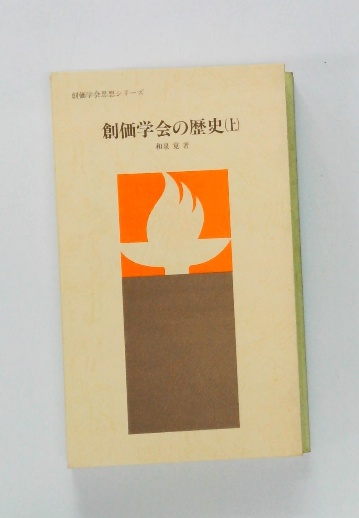 創価学会思想シリーズ
創価学会の歴史(上)
和泉 覚 著